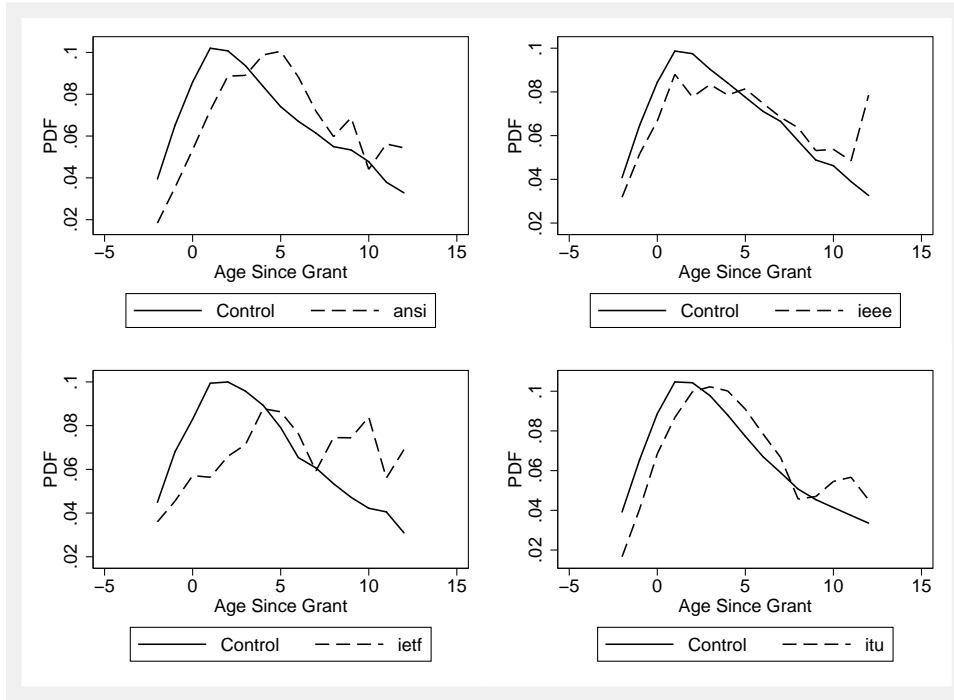 PDF
.02 .04 .06 .08 .1
−5 0 5 10 15
Age Since Grant
Control ansi
PDF
.02 .04 .06 .08 .1
−5 0 5 10 15
Age Since Grant
Control ieee
PDF
.02 .04 .06 .08 .1
−5 0 5 10 15
Age Since Grant
Control ietf
PDF
.02 .04 .06 .08 .1
−5 0 5 10 15
Age Since Grant
Control itu